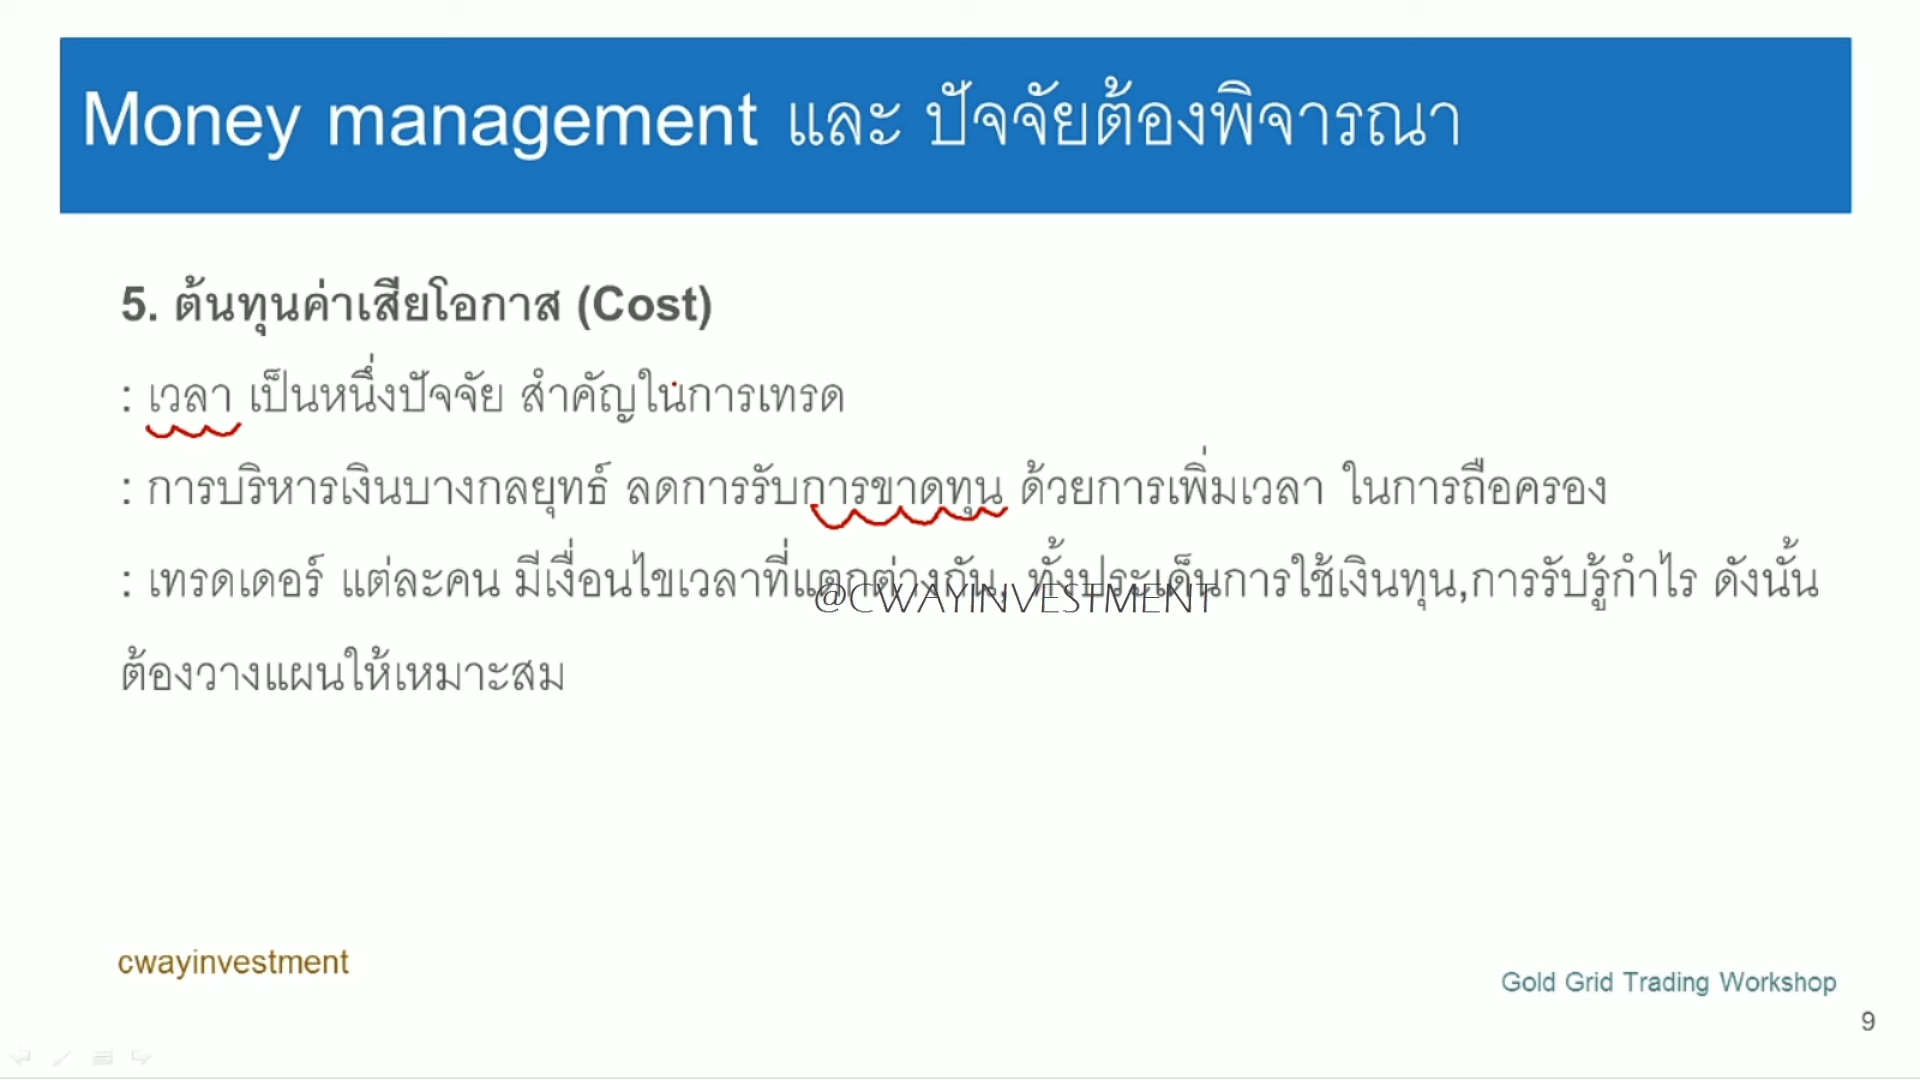 Money management และ ปัจจัยต้องพิจารณา
5. ต้นทุนค่าเสียโอกาส (Cost)
: เวลา เป็นหนึ่งปัจจัย สำคัญในการเทรด
: การบริหารเงินบางกลยุทธ์ ลดการรับการขาดทุน ด้วยการเพิ่มเวลา ในการถือครอง
: เทรดเดอร์ แต่ละคน มีเงื่อนไขเวลาที่แตกต่างกัน, ทั้งประเด็นการใช้เงินทุน,การรับรู้กำไร ดังนั้น
@CWAYINVESTMENT
ต้องวางแผนให้เหมาะสม
cwayinvestment
Gold Grid Trading Workshop
9